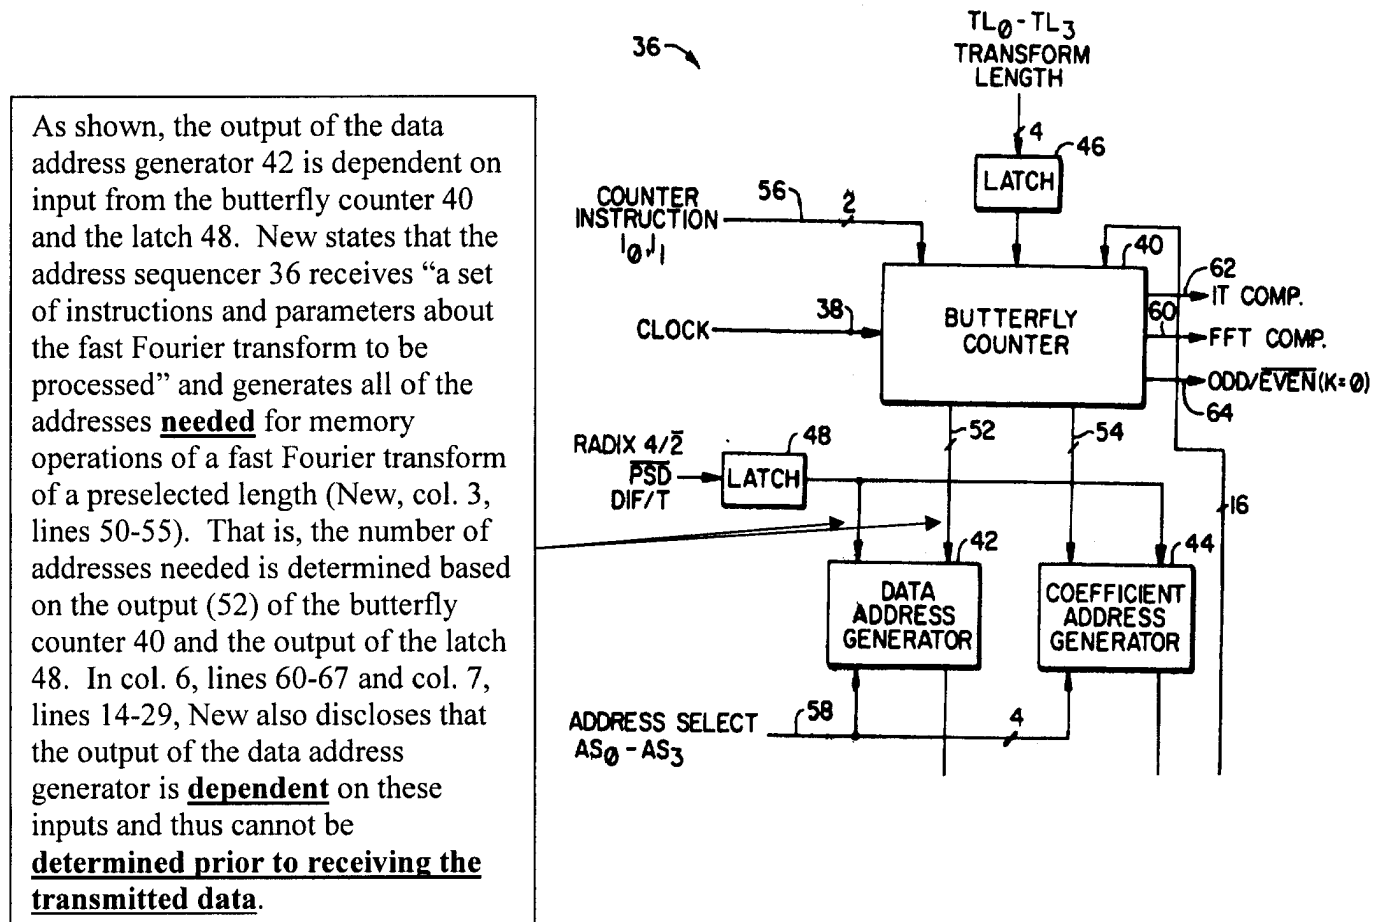 As shown, the output of the data
address generator 42 is dependent on
input from the butterfly counter 40
and the latch 48.  New states that the
address sequencer 36 receives “a set
of instructions and parameters about
the fast Fourier transform to be
processed” and generates all of the
addresses needed for memory
operations of a fast Fourier transform
of a preselected length (New, col. 3,
lines 50-55).  That is, the number of
addresses needed is determined based
on the output (52) of the butterfly
counter 40 and the output of the latch
48.  In col. 6, lines 60-67 and col. 7,
lines 14-29, New also discloses that
the output of the data address
generator is dependent on these
inputs and thus cannot be
determined prior to receiving the
transmitted data.
36
TL0-TL3
TRANSFORM
LENGTH
4
46
LATCH
COUNTER
INSTRUCTION
I0,I1
56
2
40
62
IT COMP.
CLOCK
38
BUTTERFLY
COUNTER
60
FFT COMP.
ODD/EVEN(K=0)
64
52
54
RADIX 4/2
PSD
DIF/T
48
LATCH
16
42
44
DATA
ADDRESS
GENERATOR
COEFFICIENT
ADDRESS
GENERATOR
ADDRESS SELECT
AS0-AS3
58
4